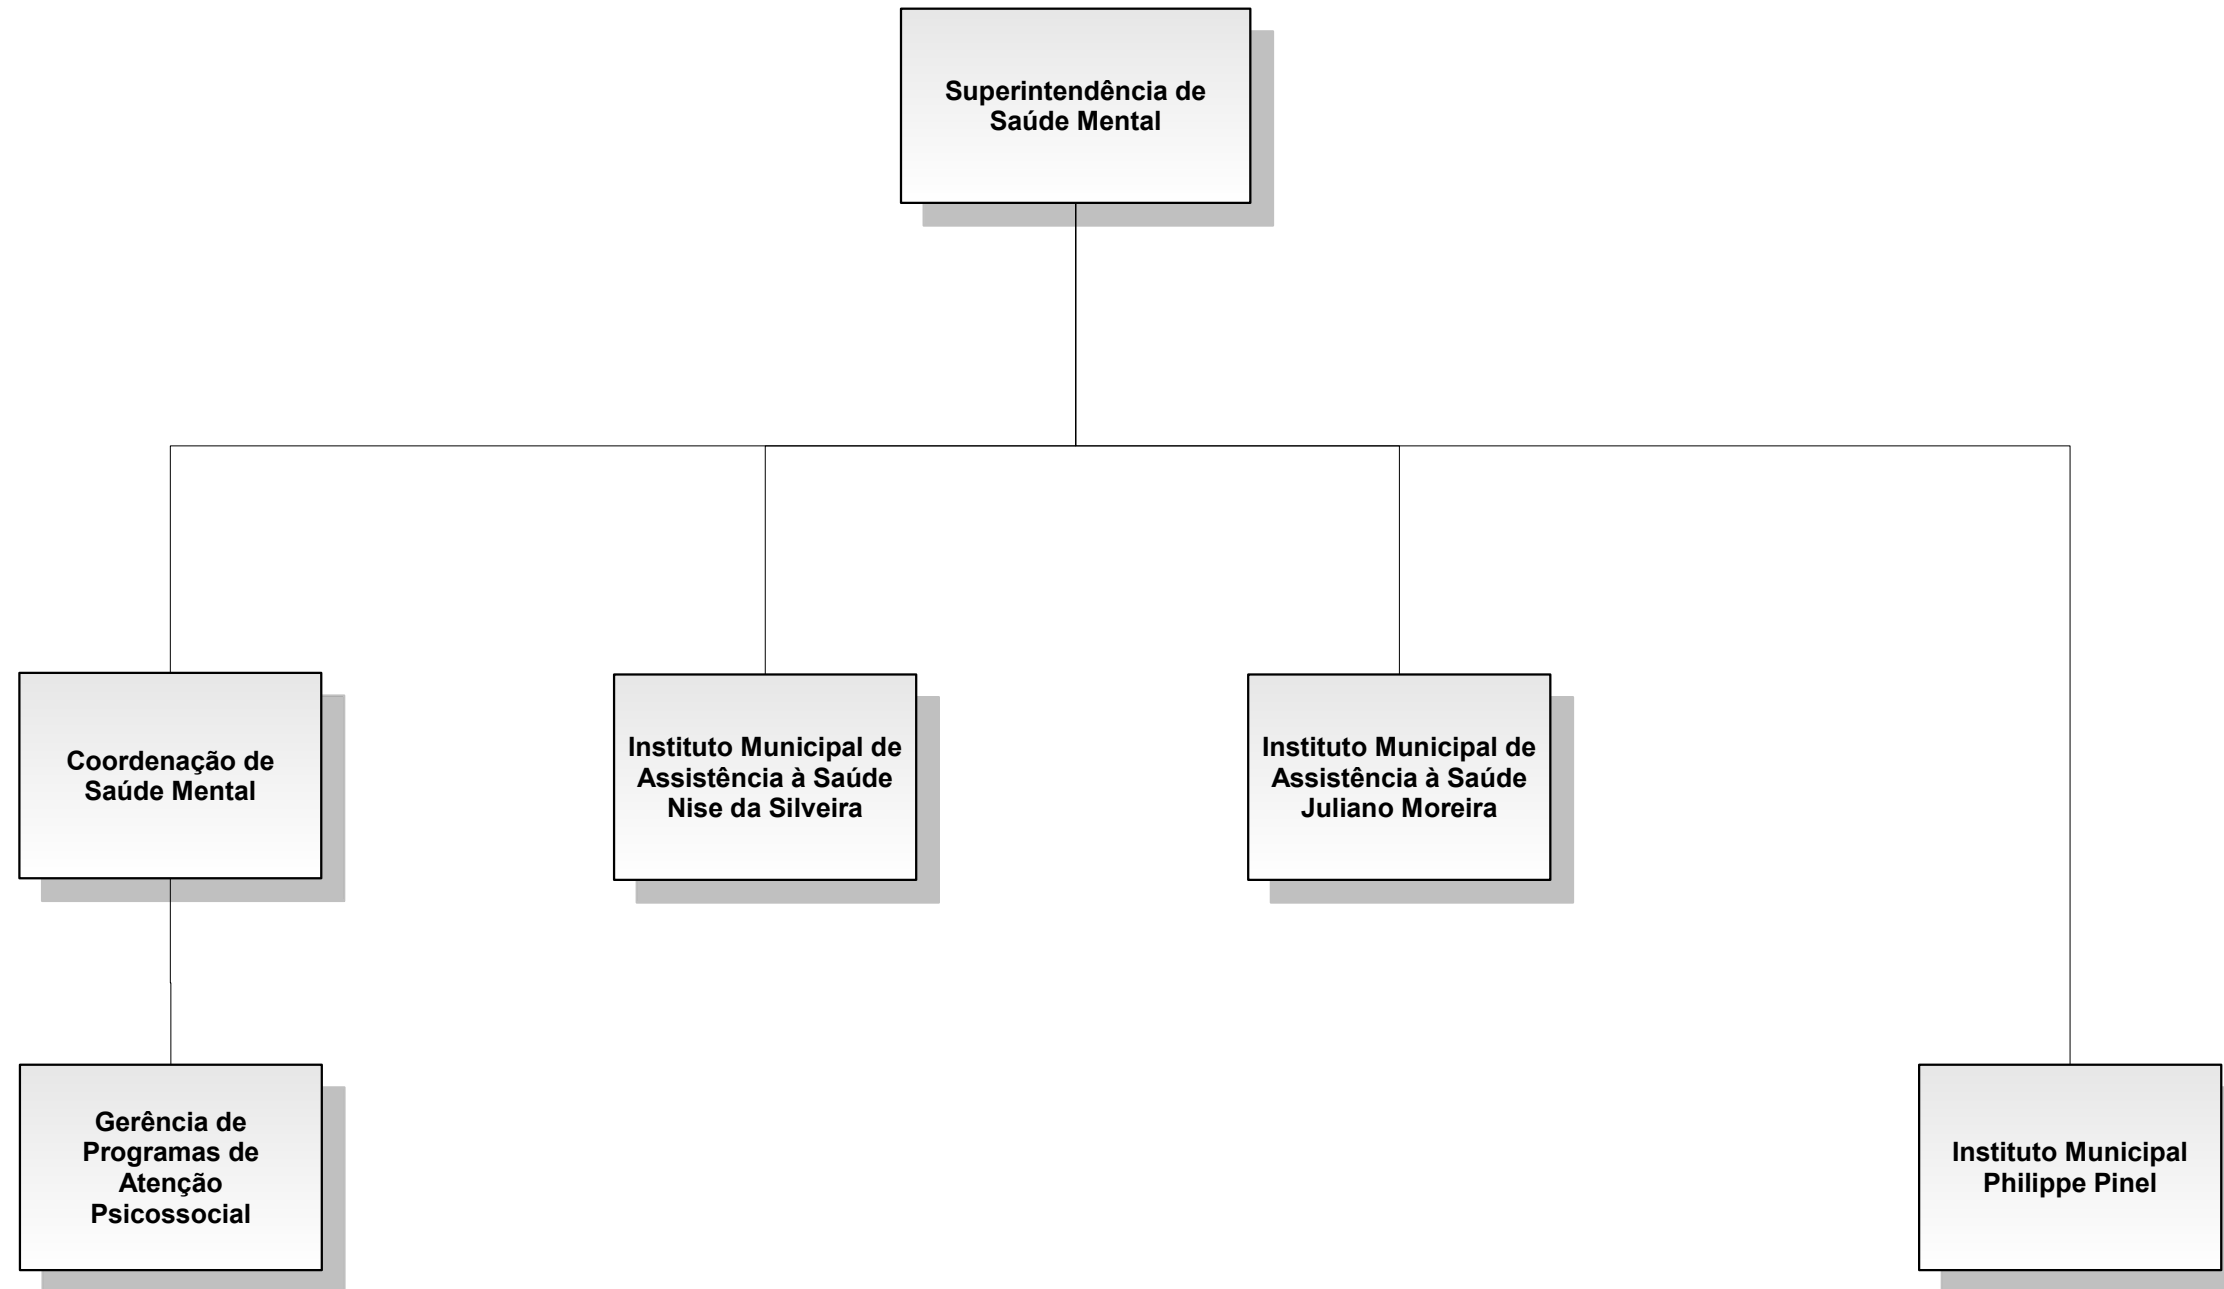 Superintendência de
Saúde Mental
Coordenação de
Saúde Mental
Instituto Municipal de
Assistência à Saúde
Nise da Silveira
Instituto Municipal de
Assistência à Saúde
Juliano Moreira
Gerência de
Programas de
Atenção
Psicossocial
Instituto Municipal
Philippe Pinel